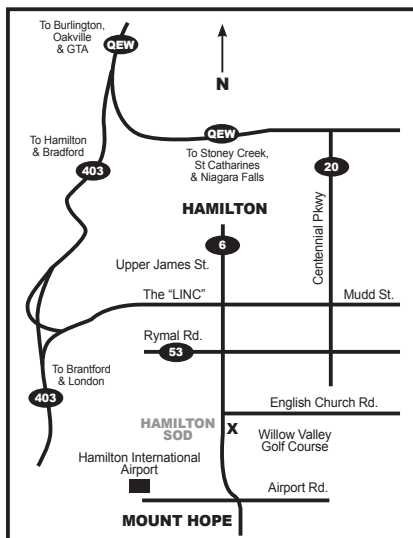 To Burlington,
Oakville
& GTA
QEW
N
To Hamilton
& Bradford
403
QEW
To Stoney Creek,
St Catharines
& Niagara Falls
20
Centennial Pkwy
HAMILTON
6
Upper James St.
The “LINC”
Mudd St.
Rymal Rd.
53
To Brantford
& London
403
English Church Rd.
HAMILTON
SOD
X
Willow Valley
Golf Course
Hamilton International
Airport
Airport Rd.
MOUNT HOPE